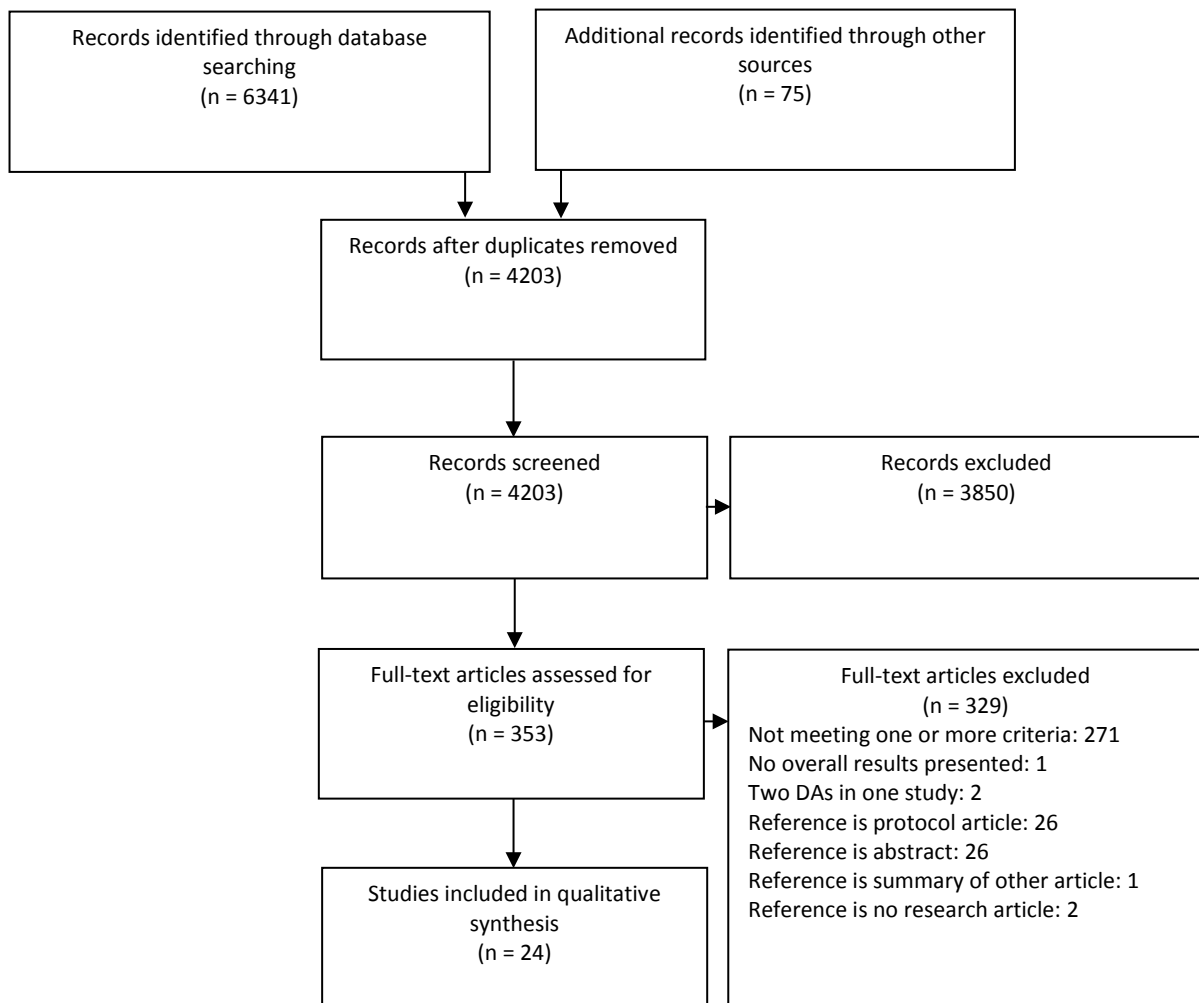 Records identified through database
searching
(n = 6341)
Additional records identified through other
sources
(n = 75)
Records after duplicates removed
(n = 4203)
Records screened
(n = 4203)
Records excluded
(n = 3850)
Full-text articles assessed for
eligibility
(n = 353)
Full-text articles excluded
(n = 329)
Not meeting one or more criteria: 271
No overall results presented: 1
Two DAs in one study: 2
Reference is protocol article: 26
Reference is abstract: 26
Reference is summary of other article: 1
Reference is no research article: 2
Studies included in qualitative
synthesis
(n = 24)